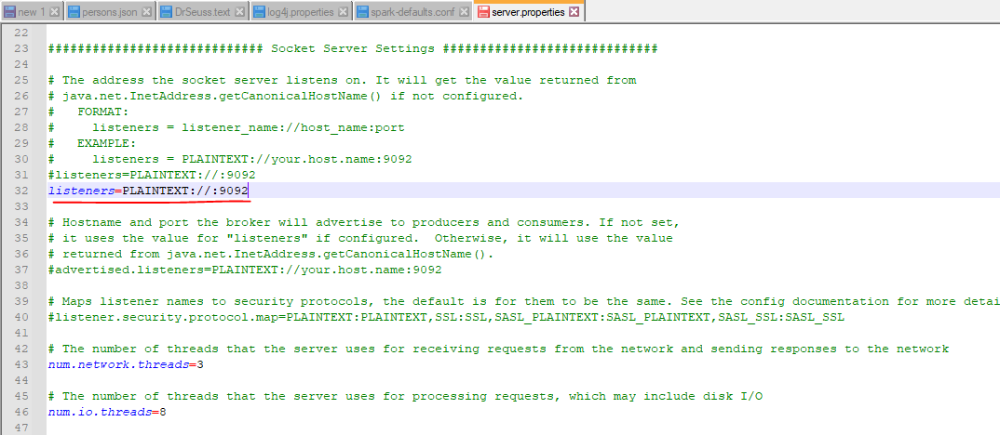 new 1 persons.json DrSeuss.text log4j.properties spark-defaults.conf server.properties
22
23 ############################# Socket Server Settings #############################
24
25 # The address the socket server listens on. It will get the value returned from
26 # java.net.InetAddress.getCanonicalHostName() if not configured.
27 #   FORMAT:
28 #     listeners = listener_name://host_name:port
29 #   EXAMPLE:
30 #     listeners = PLAINTEXT://your.host.name:9092
31 #listeners=PLAINTEXT://:9092
32 listeners=PLAINTEXT://:9092
33
34 # Hostname and port the broker will advertise to producers and consumers. If not set,
35 # it uses the value for "listeners" if configured.  Otherwise, it will use the value
36 # returned from java.net.InetAddress.getCanonicalHostName().
37 #advertised.listeners=PLAINTEXT://your.host.name:9092
38
39 # Maps listener names to security protocols, the default is for them to be the same. See the config documentation for more detai
40 #listener.security.protocol.map=PLAINTEXT:PLAINTEXT,SSL:SSL,SASL_PLAINTEXT:SASL_PLAINTEXT,SASL_SSL:SASL_SSL
41
42 # The number of threads that the server uses for receiving requests from the network and sending responses to the network
43 num.network.threads=3
44
45 # The number of threads that the server uses for processing requests, which may include disk I/O
46 num.io.threads=8
47